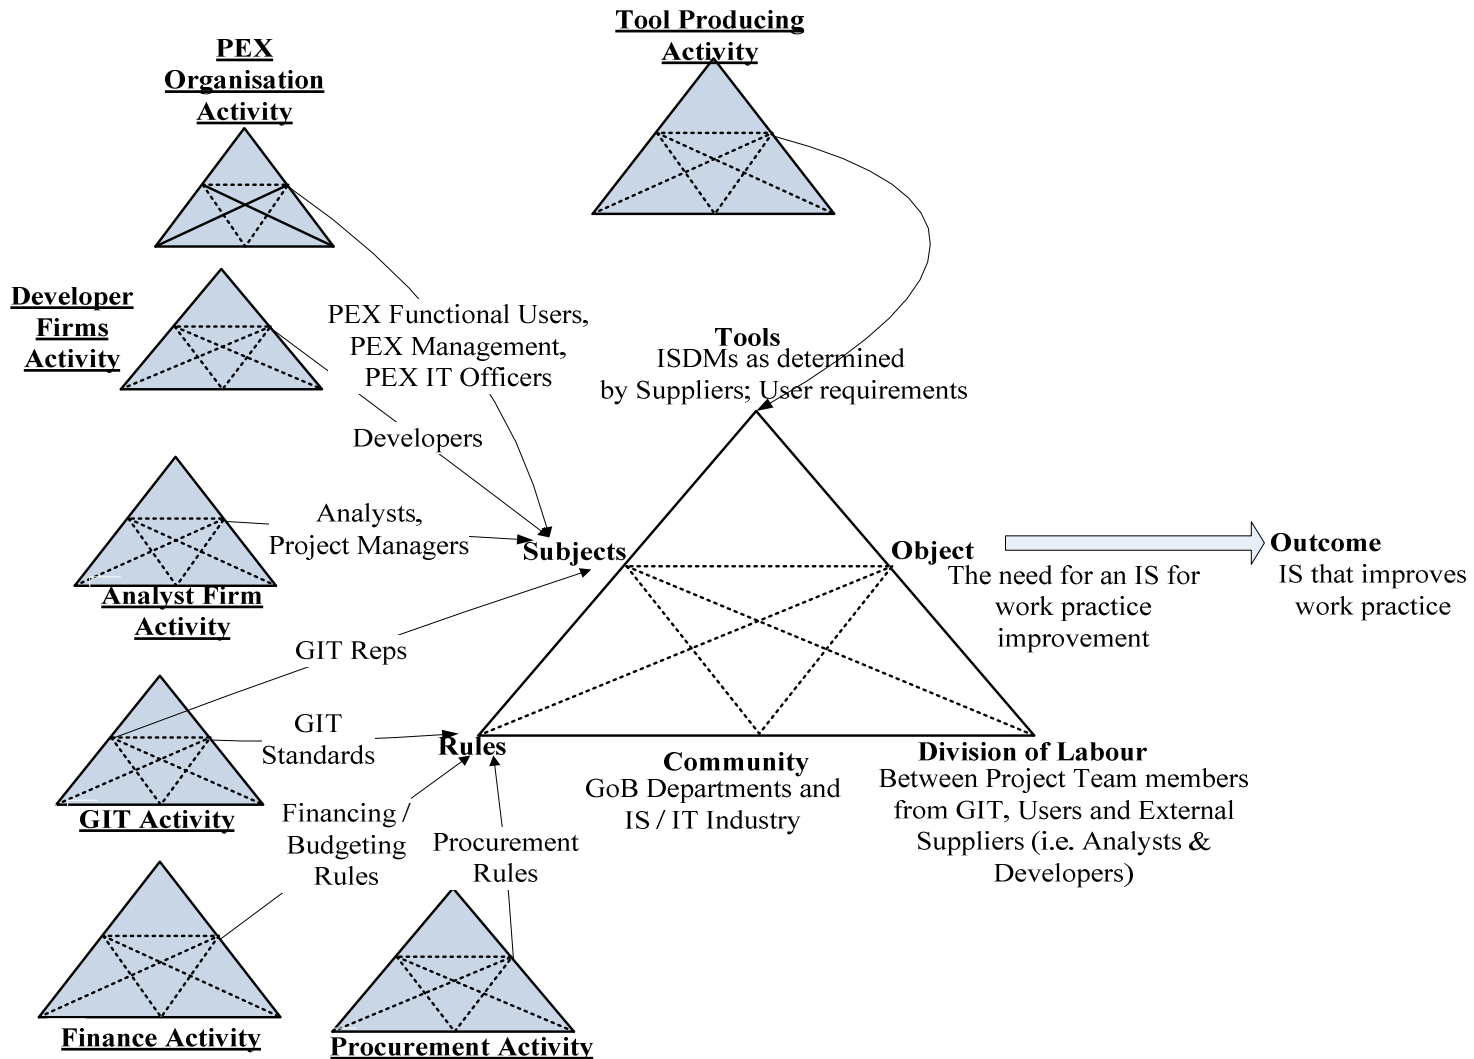 PEX
Organisation
Activity
Tool Producing
Activity
Developer
Firms
Activity
PEX Functional Users,
PEX Management,
PEX IT Officers
Developers
Tools
ISDMs as determined
by Suppliers; User requirements
Analysts,
Project Managers
Subjects
Object
The need for an IS for
work practice
improvement
Outcome
IS that improves
work practice
Analyst Firm
Activity
GIT Reps
GIT
Standards
Rules
Community
GoB Departments and
IS / IT Industry
Division of Labour
Between Project Team members
from GIT, Users and External
Suppliers (i.e. Analysts &
Developers)
GIT Activity
Financing /
Budgeting
Rules
Procurement
Rules
Finance Activity
Procurement Activity